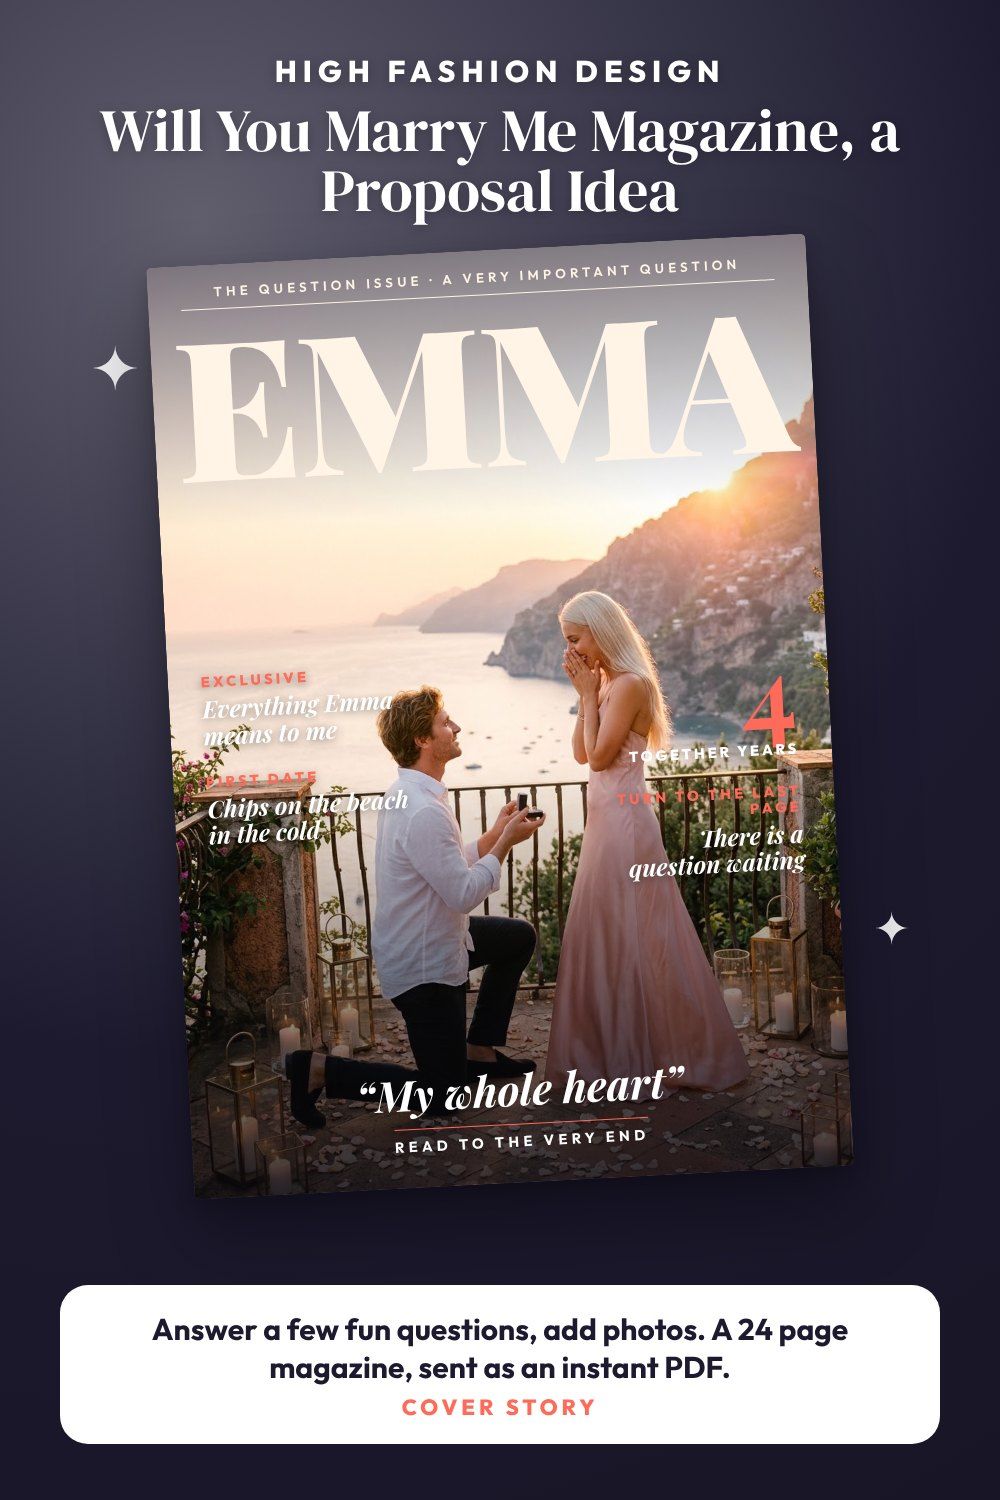 HIGH FASHION DESIGN
Will You Marry Me Magazine, a
Proposal Idea
THE QUESTION ISSUE · A VERY IMPORTANT QUESTION
EMMA
EXCLUSIVE
Everything Emma
means to me
FIRST DATE
Chips on the beach
in the cold
4
TOGETHER YEARS
TURN TO THE LAST
PAGE
There is a
question waiting
“My whole heart”
READ TO THE VERY END
Answer a few fun questions, add photos. A 24 page
magazine, sent as an instant PDF.
COVER STORY